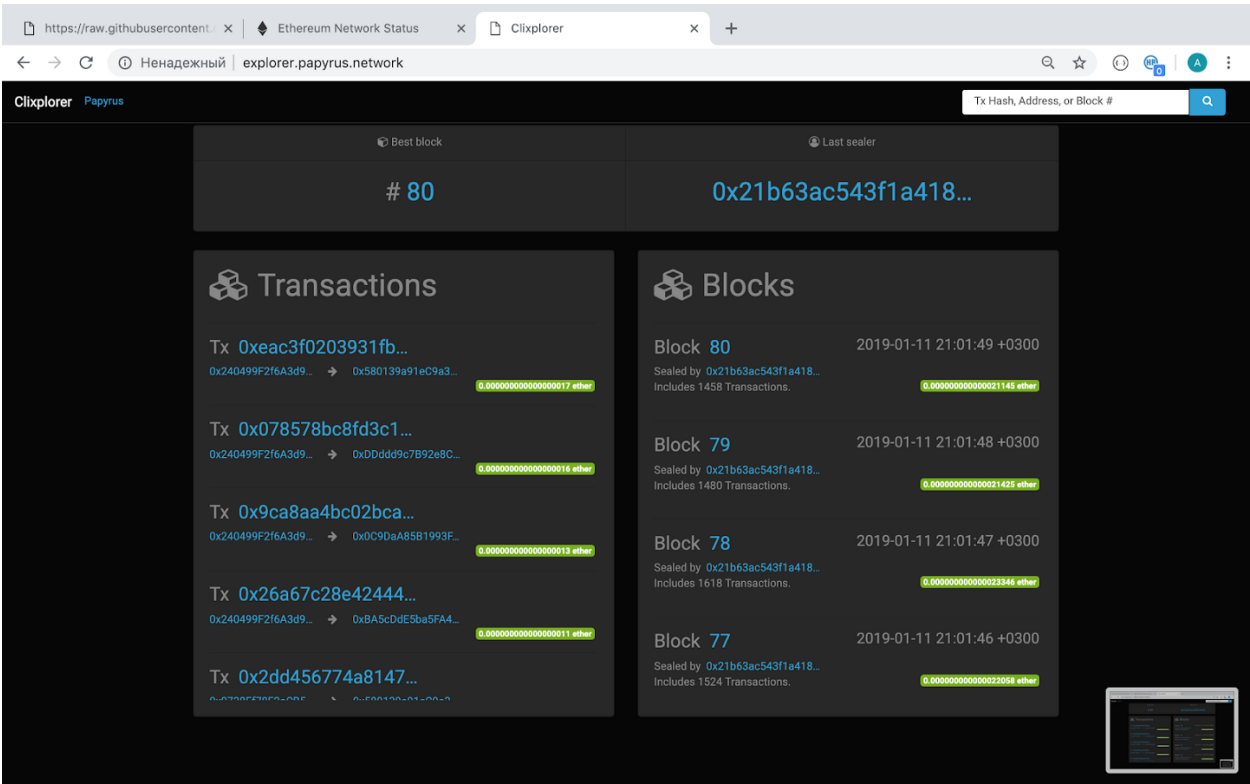 https://raw.githubusercontent.
Ethereum Network Status
Clixplorer
Ненадежный
explorer.papyrus.network
A
0
Clixplorer Papyrus
Tx Hash, Address, or Block #
Best block
# 80
Last sealer
0x21b63ac543f1a418...
Transactions
Tx 0xeac3f0203931fb...
0x240499F2f6A3d9... 0x580139a91eC9a3...
0.000000000000000017 ether
Tx 0x078578bc8fd3c1...
0x240499F2f6A3d9... 0xDDddd9c7B92e8C...
0.000000000000000016 ether
Tx 0x9ca8aa4bc02bca...
0x240499F2f6A3d9... 0x0C9DaA85B1993F...
0.000000000000000013 ether
Tx 0x26a67c28e42444...
0x240499F2f6A3d9... 0xBA5cDdE5ba5FA4...
0.000000000000000011 ether
Tx 0x2dd456774a8147...
Blocks
Block 80 2019-01-11 21:01:49 +0300
Sealed by 0x21b63ac543f1a418...
Includes 1458 Transactions.
0.000000000000021145 ether
Block 79 2019-01-11 21:01:48 +0300
Sealed by 0x21b63ac543f1a418...
Includes 1480 Transactions.
0.000000000000021425 ether
Block 78 2019-01-11 21:01:47 +0300
Sealed by 0x21b63ac543f1a418...
Includes 1618 Transactions.
0.000000000000023346 ether
Block 77 2019-01-11 21:01:46 +0300
Sealed by 0x21b63ac543f1a418...
Includes 1524 Transactions.
0.000000000000022058 ether